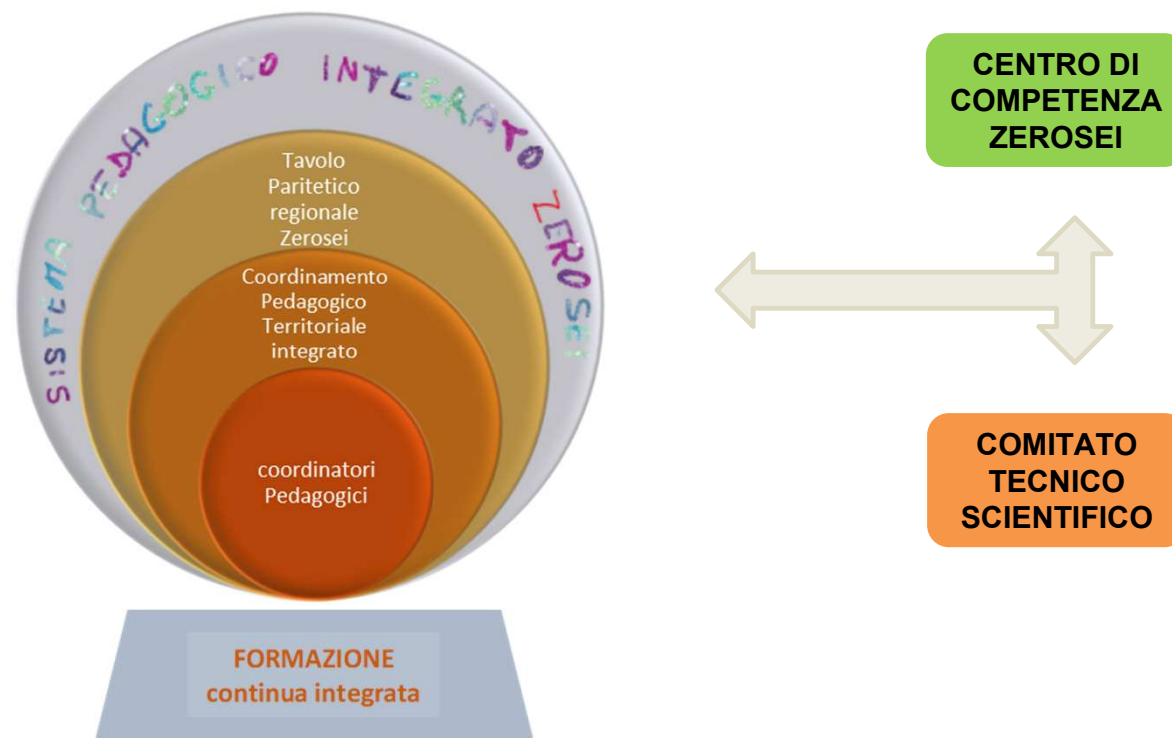 SISTEMA PEDAGOGICO INTEGRATO ZEROSEI
Tavolo
Paritetico
regionale
Zerosei
Coordinamento
Pedagogico
Territoriale
integrato
coordinatori
Pedagogici
FORMAZIONE
continua integrata
CENTRO DI
COMPETENZA
ZEROSEI
COMITATO
TECNICO
SCIENTIFICO